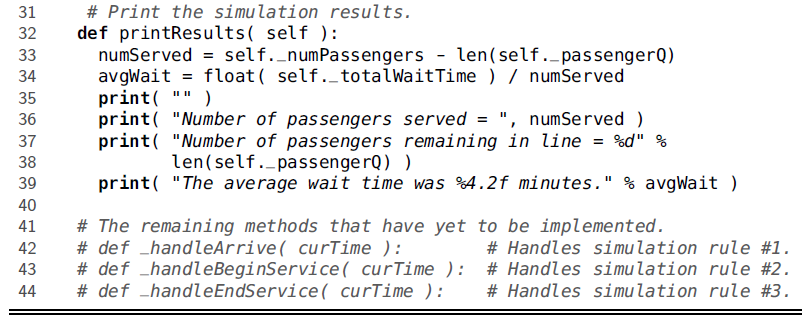 31 # Print the simulation results.
32 def printResults( self ):
33 numServed = self._numPassengers - len(self._passengerQ)
34 avgWait = float( self._totalWaitTime ) / numServed
35 print( "" )
36 print( "Number of passengers served = ", numServed )
37 print( "Number of passengers remaining in line = %d" %
38 len(self._passengerQ) )
39 print( "The average wait time was %4.2f minutes." % avgWait )
40
41 # The remaining methods that have yet to be implemented.
42 # def _handleArrive( curTime ): # Handles simulation rule #1.
43 # def _handleBeginService( curTime ): # Handles simulation rule #2.
44 # def _handleEndService( curTime ): # Handles simulation rule #3.